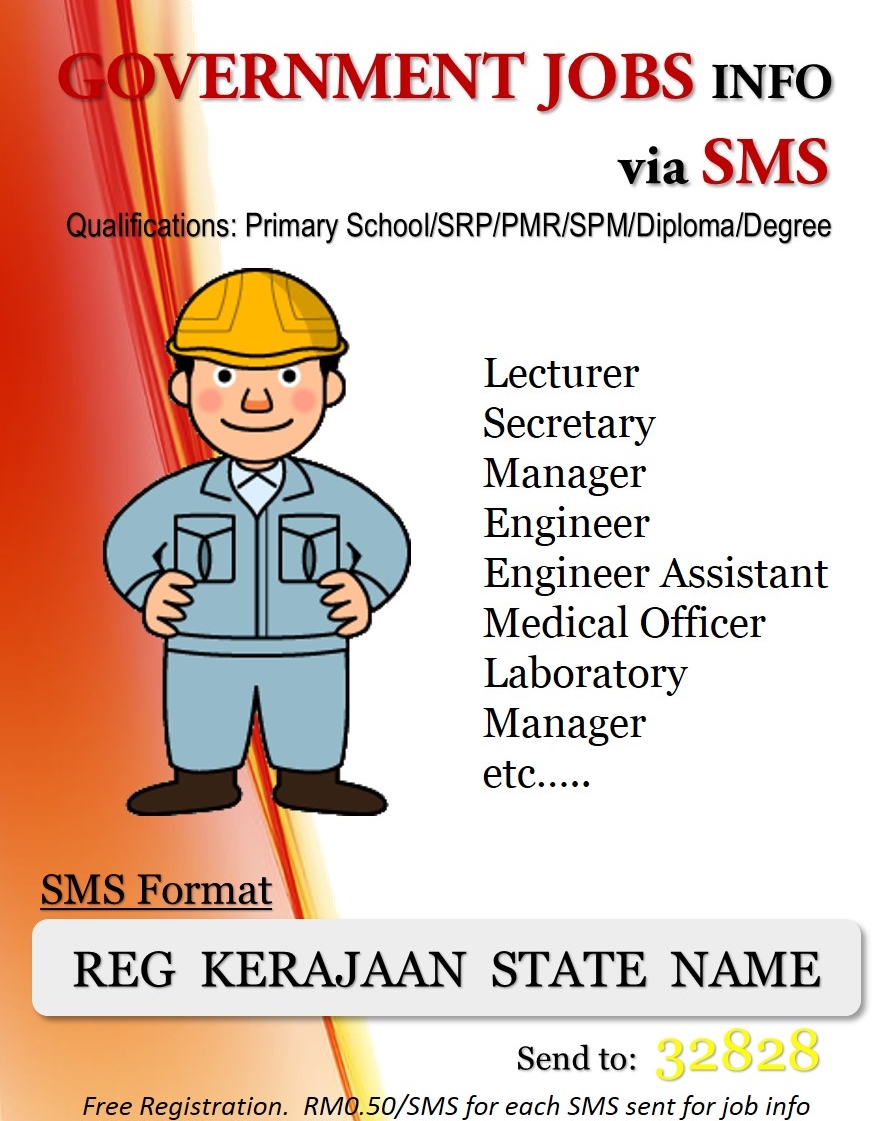 GOVERNMENT JOBS INFO
via SMS
Qualifications: Primary School/SRP/PMR/SPM/Diploma/Degree
Lecturer
Secretary
Manager
Engineer
Engineer Assistant
Medical Officer
Laboratory
Manager
etc.....
SMS Format
REG KERAJAAN STATE NAME
Send to: 32828
Free Registration. RM0.50/SMS for each SMS sent for job info